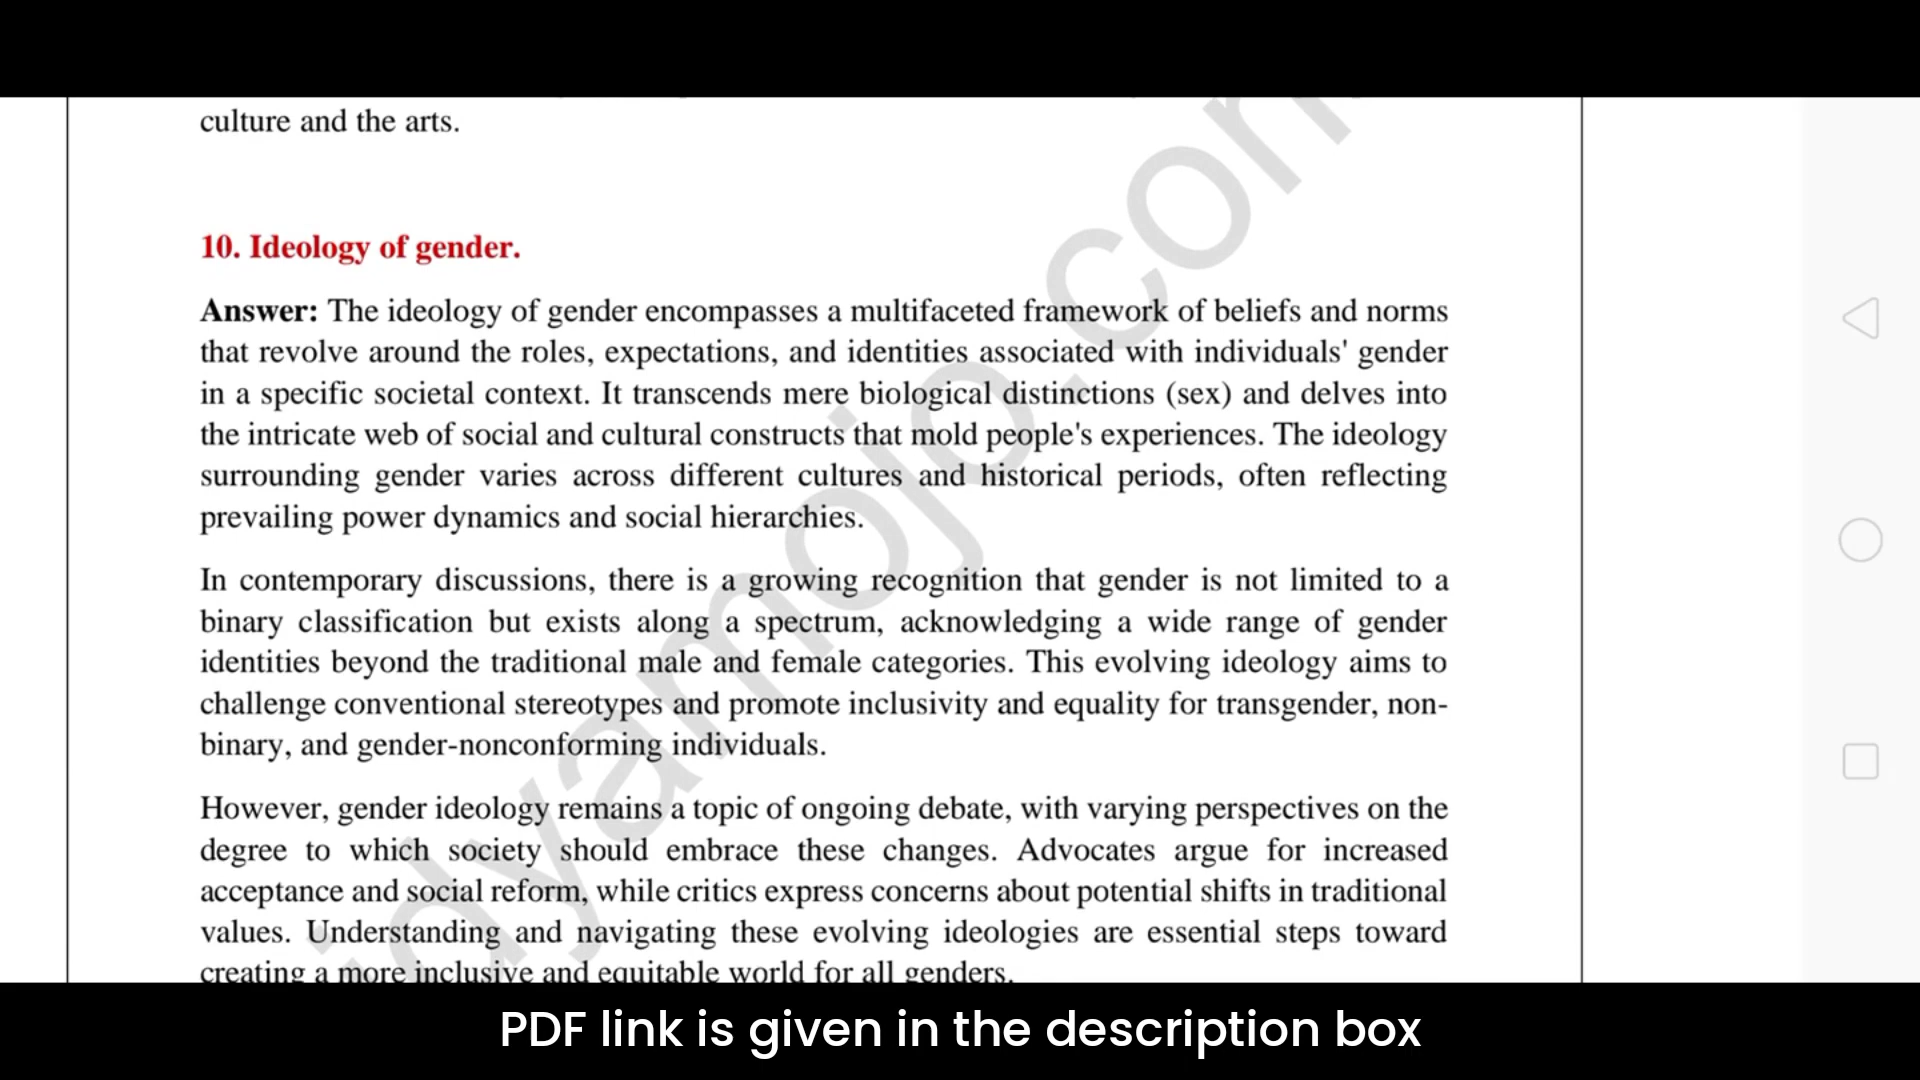 culture and the arts.
10. Ideology of gender.
Answer: The ideology of gender encompasses a multifaceted framework of beliefs and norms
that revolve around the roles, expectations, and identities associated with individuals' gender
in a specific societal context. It transcends mere biological distinctions (sex) and delves into
the intricate web of social and cultural constructs that mold people's experiences. The ideology
surrounding gender varies across different cultures and historical periods, often reflecting
prevailing power dynamics and social hierarchies.
In contemporary discussions, there is a growing recognition that gender is not limited to a
binary classification but exists along a spectrum, acknowledging a wide range of gender
identities beyond the traditional male and female categories. This evolving ideology aims to
challenge conventional stereotypes and promote inclusivity and equality for transgender, non-
binary, and gender-nonconforming individuals.
However, gender ideology remains a topic of ongoing debate, with varying perspectives on the
degree to which society should embrace these changes. Advocates argue for increased
acceptance and social reform, while critics express concerns about potential shifts in traditional
values. Understanding and navigating these evolving ideologies are essential steps toward
creating a more inclusive and equitable world for all genders.
idyamojo.com
PDF link is given in the description box